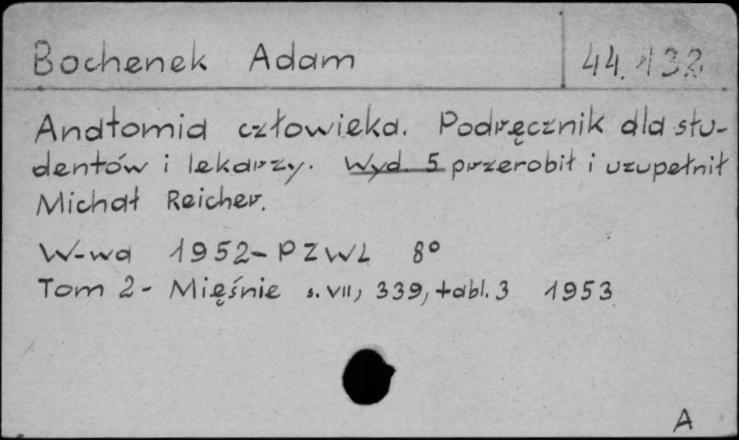 Bochenek Adam 44.132
Anatomia człowieka. Podręcznik dla stu-
dentów i lekarzy. Wyd. 5 przerobił i uzupełnił
Michał Reicher.
W-wa 1952- PZWL 8°
Tom 2- Mięśnie s. VII, 339, tabl. 3 1953
A